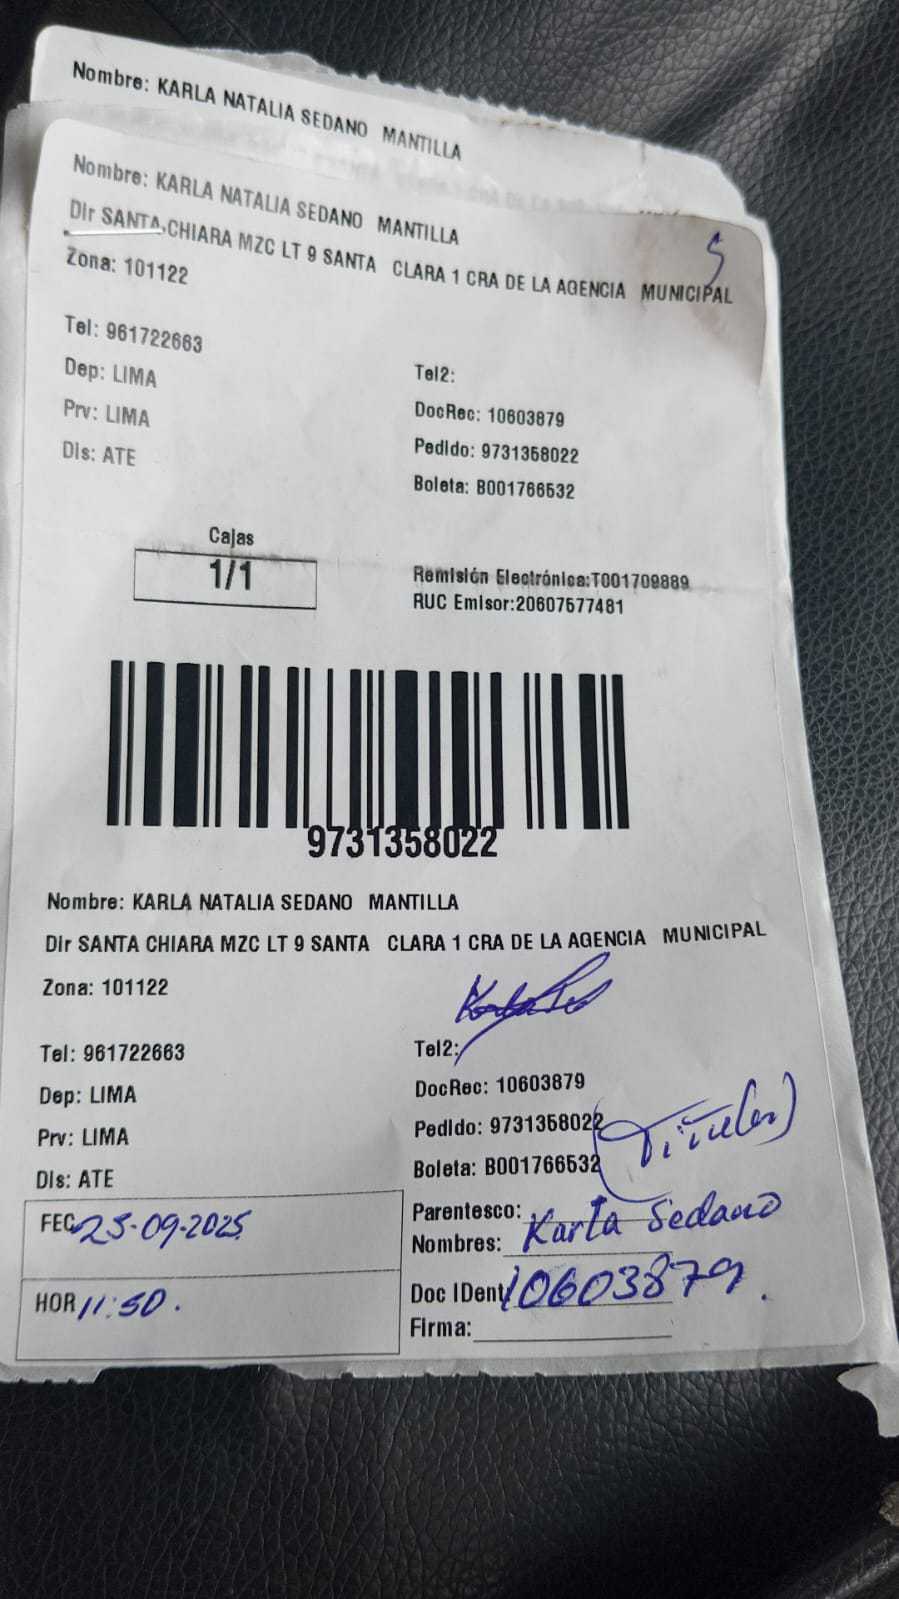 Nombre: KARLA NATALIA SEDANO MANTILLA
Nombre: KARLA NATALIA SEDANO MANTILLA
Dir SANTA CHIARA MZC LT 9 SANTA CLARA 1 CRA DE LA AGENCIA MUNICIPAL
5
Zona: 101122
Tel: 961722663
Tel2:
Dep: LIMA
DocRec: 10603879
Prv: LIMA
Pedido: 9731358022
Dis: ATE
Boleta: B001766532
Cajas
1/1
Remisión Electrónica:T001709889
RUC Emisor:20607577481
9731358022
Nombre: KARLA NATALIA SEDANO MANTILLA
Dir SANTA CHIARA MZC LT 9 SANTA CLARA 1 CRA DE LA AGENCIA MUNICIPAL
Zona: 101122
Tel: 961722663
Tel2:
Dep: LIMA
DocRec: 10603879
Prv: LIMA
Pedido: 9731358022
Dis: ATE
Boleta: B001766532
(Titular)
FEC 25-09-2025
Parentesco:
Nombres: Karla Sedano
HOR 11:50.
Doc IDent 10603879.
Firma: